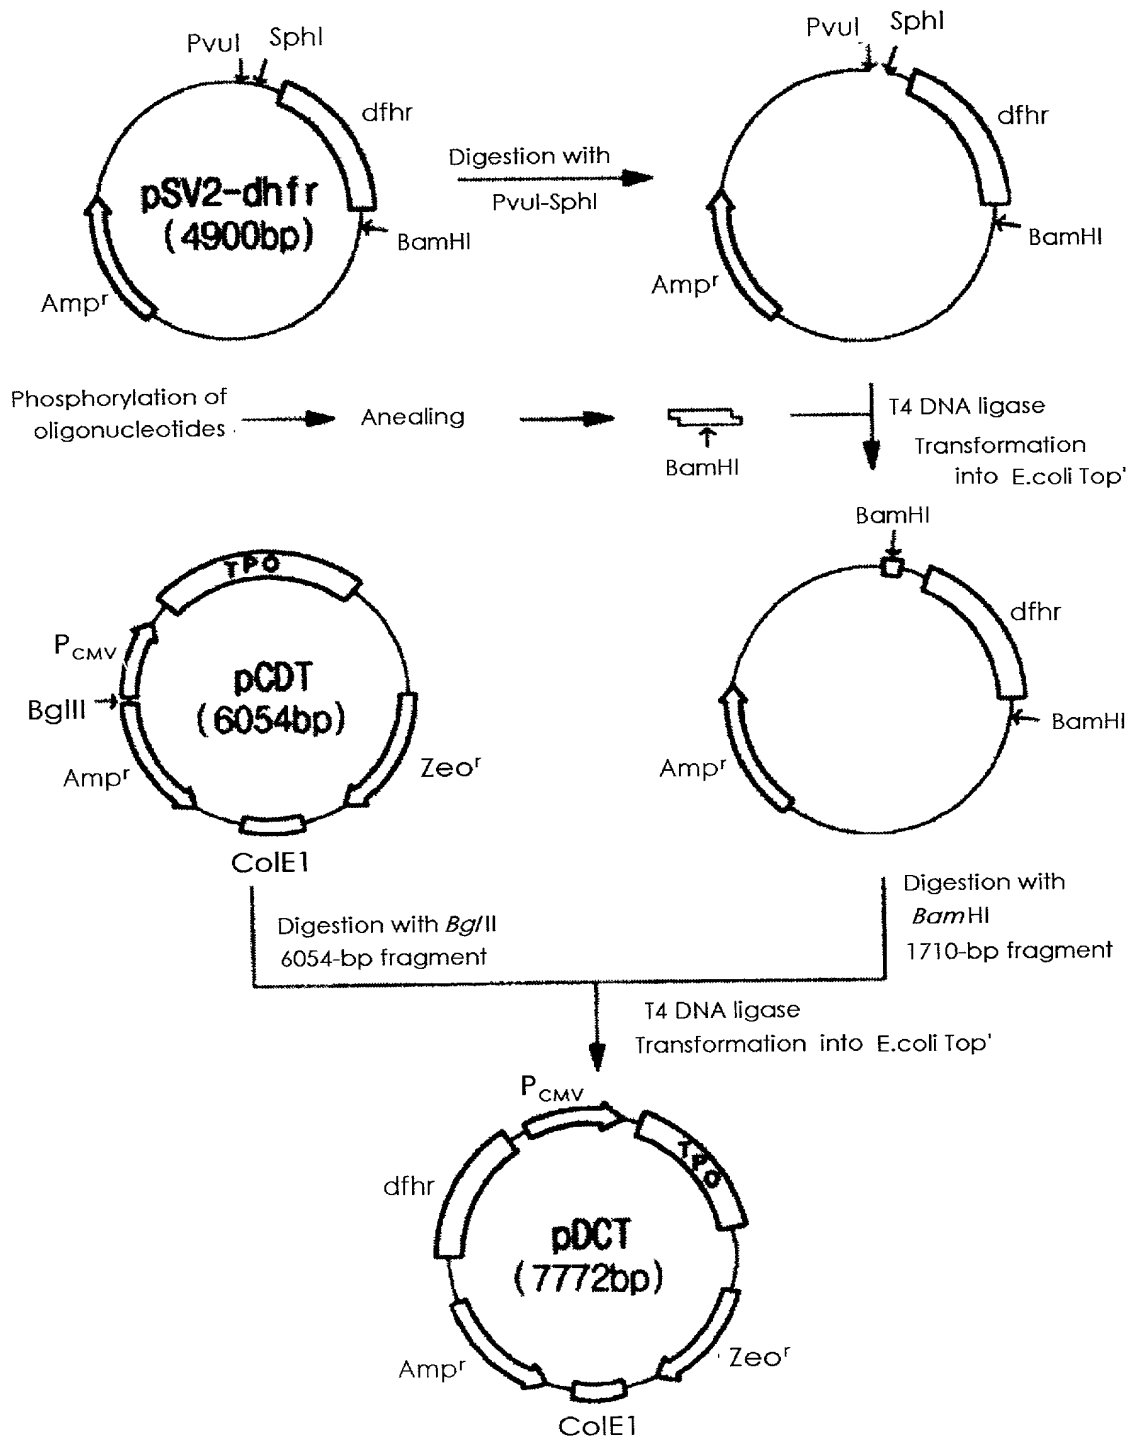 PvuI SphI
dfhr
pSV2-dhfr
(4900bp)
BamHI
Ampʳ
Digestion with
PvuI-SphI
PvuI SphI
dfhr
BamHI
Ampʳ
Phosphorylation of
oligonucleotides
Anealing
BamHI
T4 DNA ligase
Transformation
into E.coli Top'
TPO
P_CMV
BglII
pCDT
(6054bp)
Ampʳ
Zeoʳ
ColE1
BamHI
dfhr
BamHI
Ampʳ
Digestion with BglII
6054-bp fragment
Digestion with
BamHI
1710-bp fragment
T4 DNA ligase
Transformation into E.coli Top'
P_CMV
TPO
dfhr
pDCT
(7772bp)
Ampʳ
Zeoʳ
ColE1